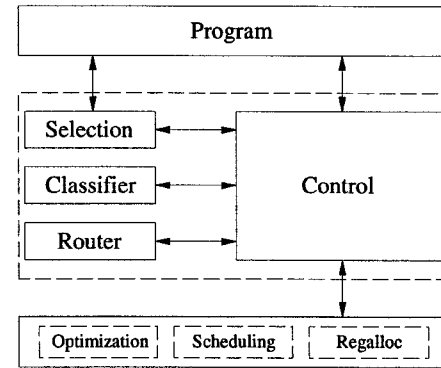 Program
Selection
Classifier
Control
Router
Optimization Scheduling Regalloc